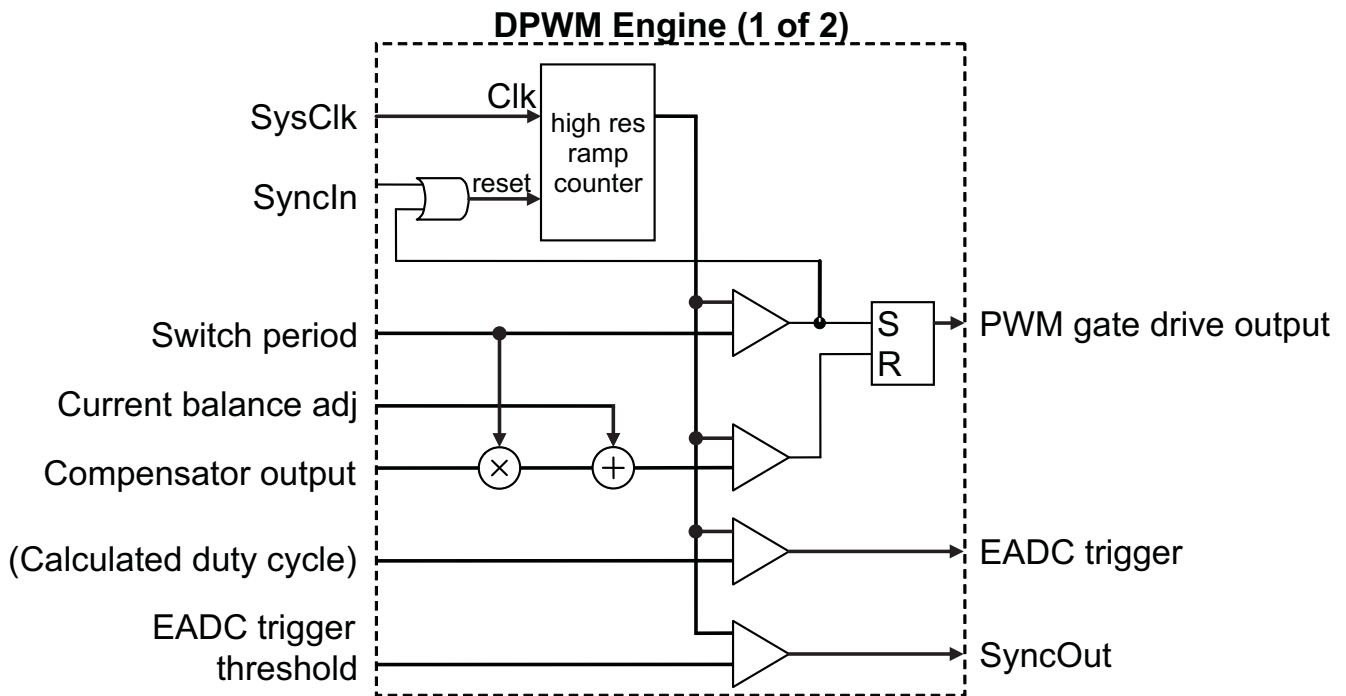 DPWM Engine (1 of 2)
SysClk
Clk
high res
ramp
counter
SyncIn
reset
Switch period
S
R
PWM gate drive output
Current balance adj
Compensator output
(Calculated duty cycle)
EADC trigger
EADC trigger
threshold
SyncOut